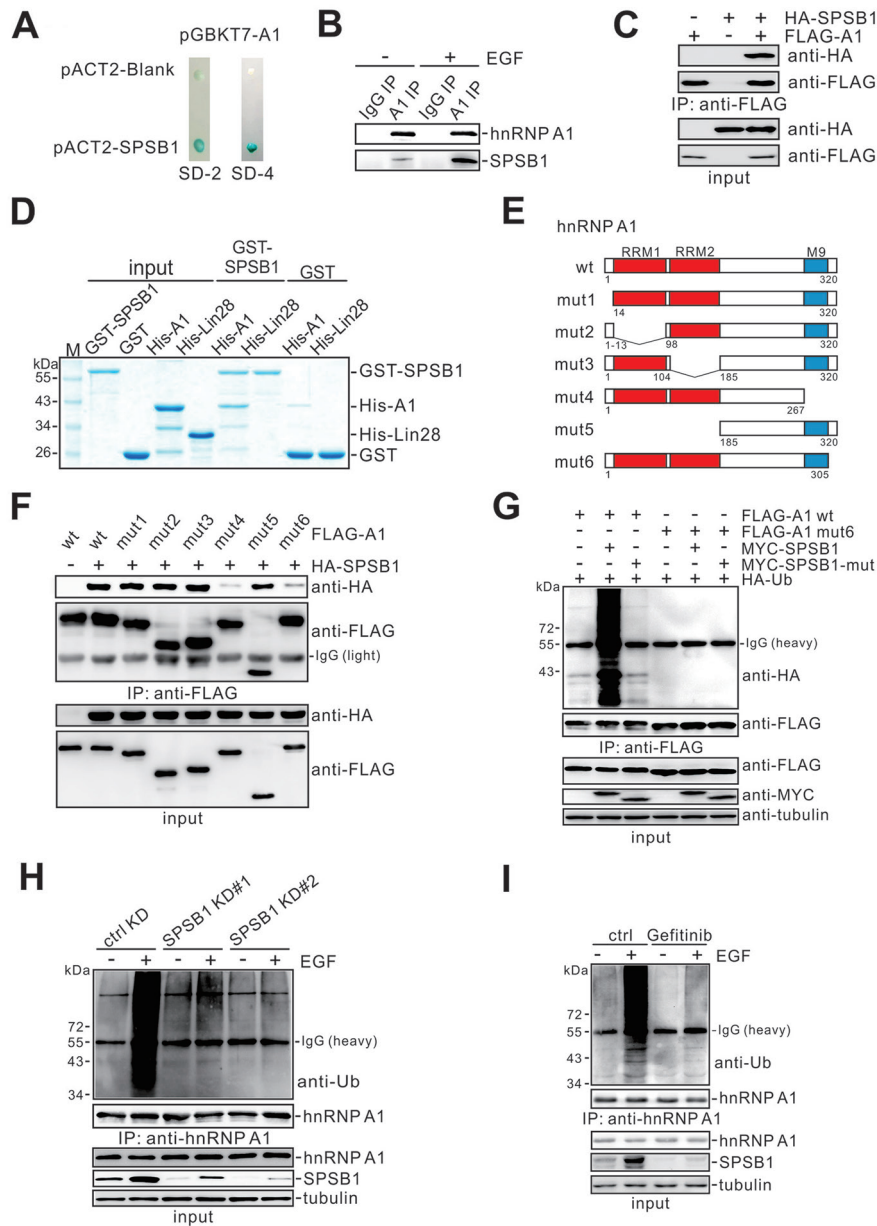 A
pGBKT7-A1
pACT2-Blank
pACT2-SPSB1
SD-2 SD-4
B
- + EGF
IgG IP A1 IP IgG IP A1 IP
hnRNP A1
SPSB1
C
- + + HA-SPSB1
+ - + FLAG-A1
anti-HA
anti-FLAG
IP: anti-FLAG
anti-HA
anti-FLAG
input
D
input GST-SPSB1 GST
M GST-SPSB1 GST His-A1 His-Lin28 His-A1 His-Lin28 His-A1 His-Lin28
kDa
55 GST-SPSB1
43 His-A1
34
His-Lin28
26 GST
E
hnRNP A1
RRM1 RRM2 M9
wt
1 320
mut1
14 320
mut2
1-13 98 320
mut3
1 104 185 320
mut4
1 267
mut5
185 320
mut6
1 305
F
wt wt mut1 mut2 mut3 mut4 mut5 mut6 FLAG-A1
- + + + + + + + HA-SPSB1
anti-HA
anti-FLAG
IgG (light)
IP: anti-FLAG
anti-HA
anti-FLAG
input
G
+ + + FLAG-A1 wt
+ + + FLAG-A1 mut6
+ + MYC-SPSB1
+ + MYC-SPSB1-mut
+ + + + + + HA-Ub
kDa
72
55 IgG (heavy)
43
anti-HA
anti-FLAG
IP: anti-FLAG
anti-FLAG
anti-MYC
anti-tubulin
input
H
ctrl KD SPSB1 KD#1 SPSB1 KD#2
- + - + - + EGF
kDa
72
55 IgG (heavy)
43
anti-Ub
34
hnRNP A1
IP: anti-hnRNP A1
hnRNP A1
SPSB1
tubulin
input
I
ctrl Gefitinib
- + - + EGF
kDa
72
55 IgG (heavy)
43
anti-Ub
34
hnRNP A1
IP: anti-hnRNP A1
hnRNP A1
SPSB1
tubulin
input